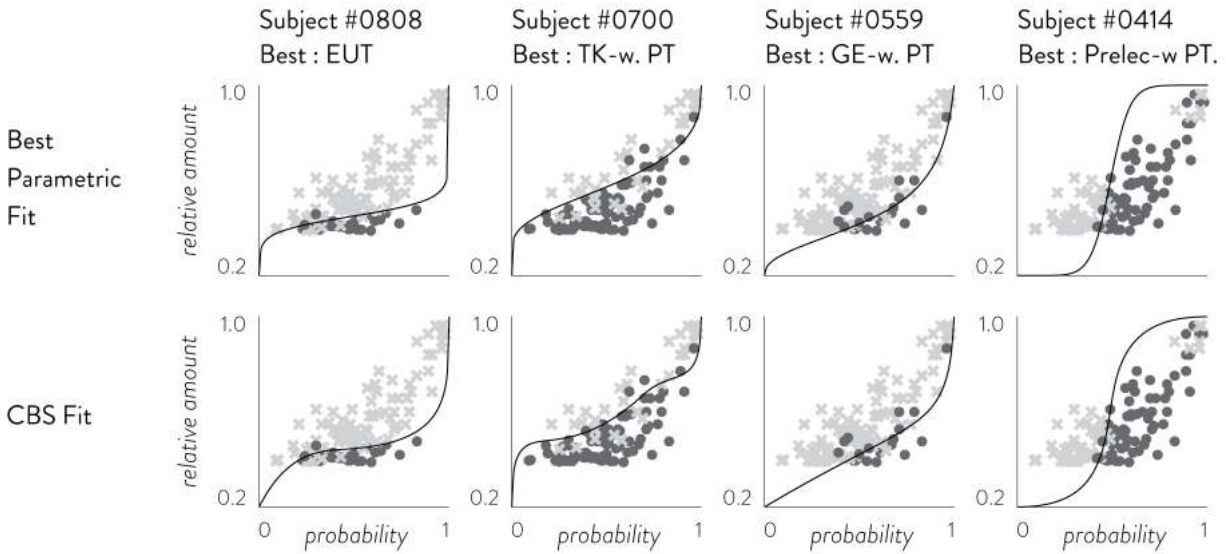 Subject #0808
Best : EUT
Subject #0700
Best : TK-w. PT
Subject #0559
Best : GE-w. PT
Subject #0414
Best : Prelec-w PT.
Best
Parametric
Fit
relative amount
1.0
0.2
1.0
0.2
1.0
0.2
1.0
0.2
CBS Fit
relative amount
1.0
0.2
1.0
0.2
1.0
0.2
1.0
0.2
0 1
probability
0 1
probability
0 1
probability
0 1
probability